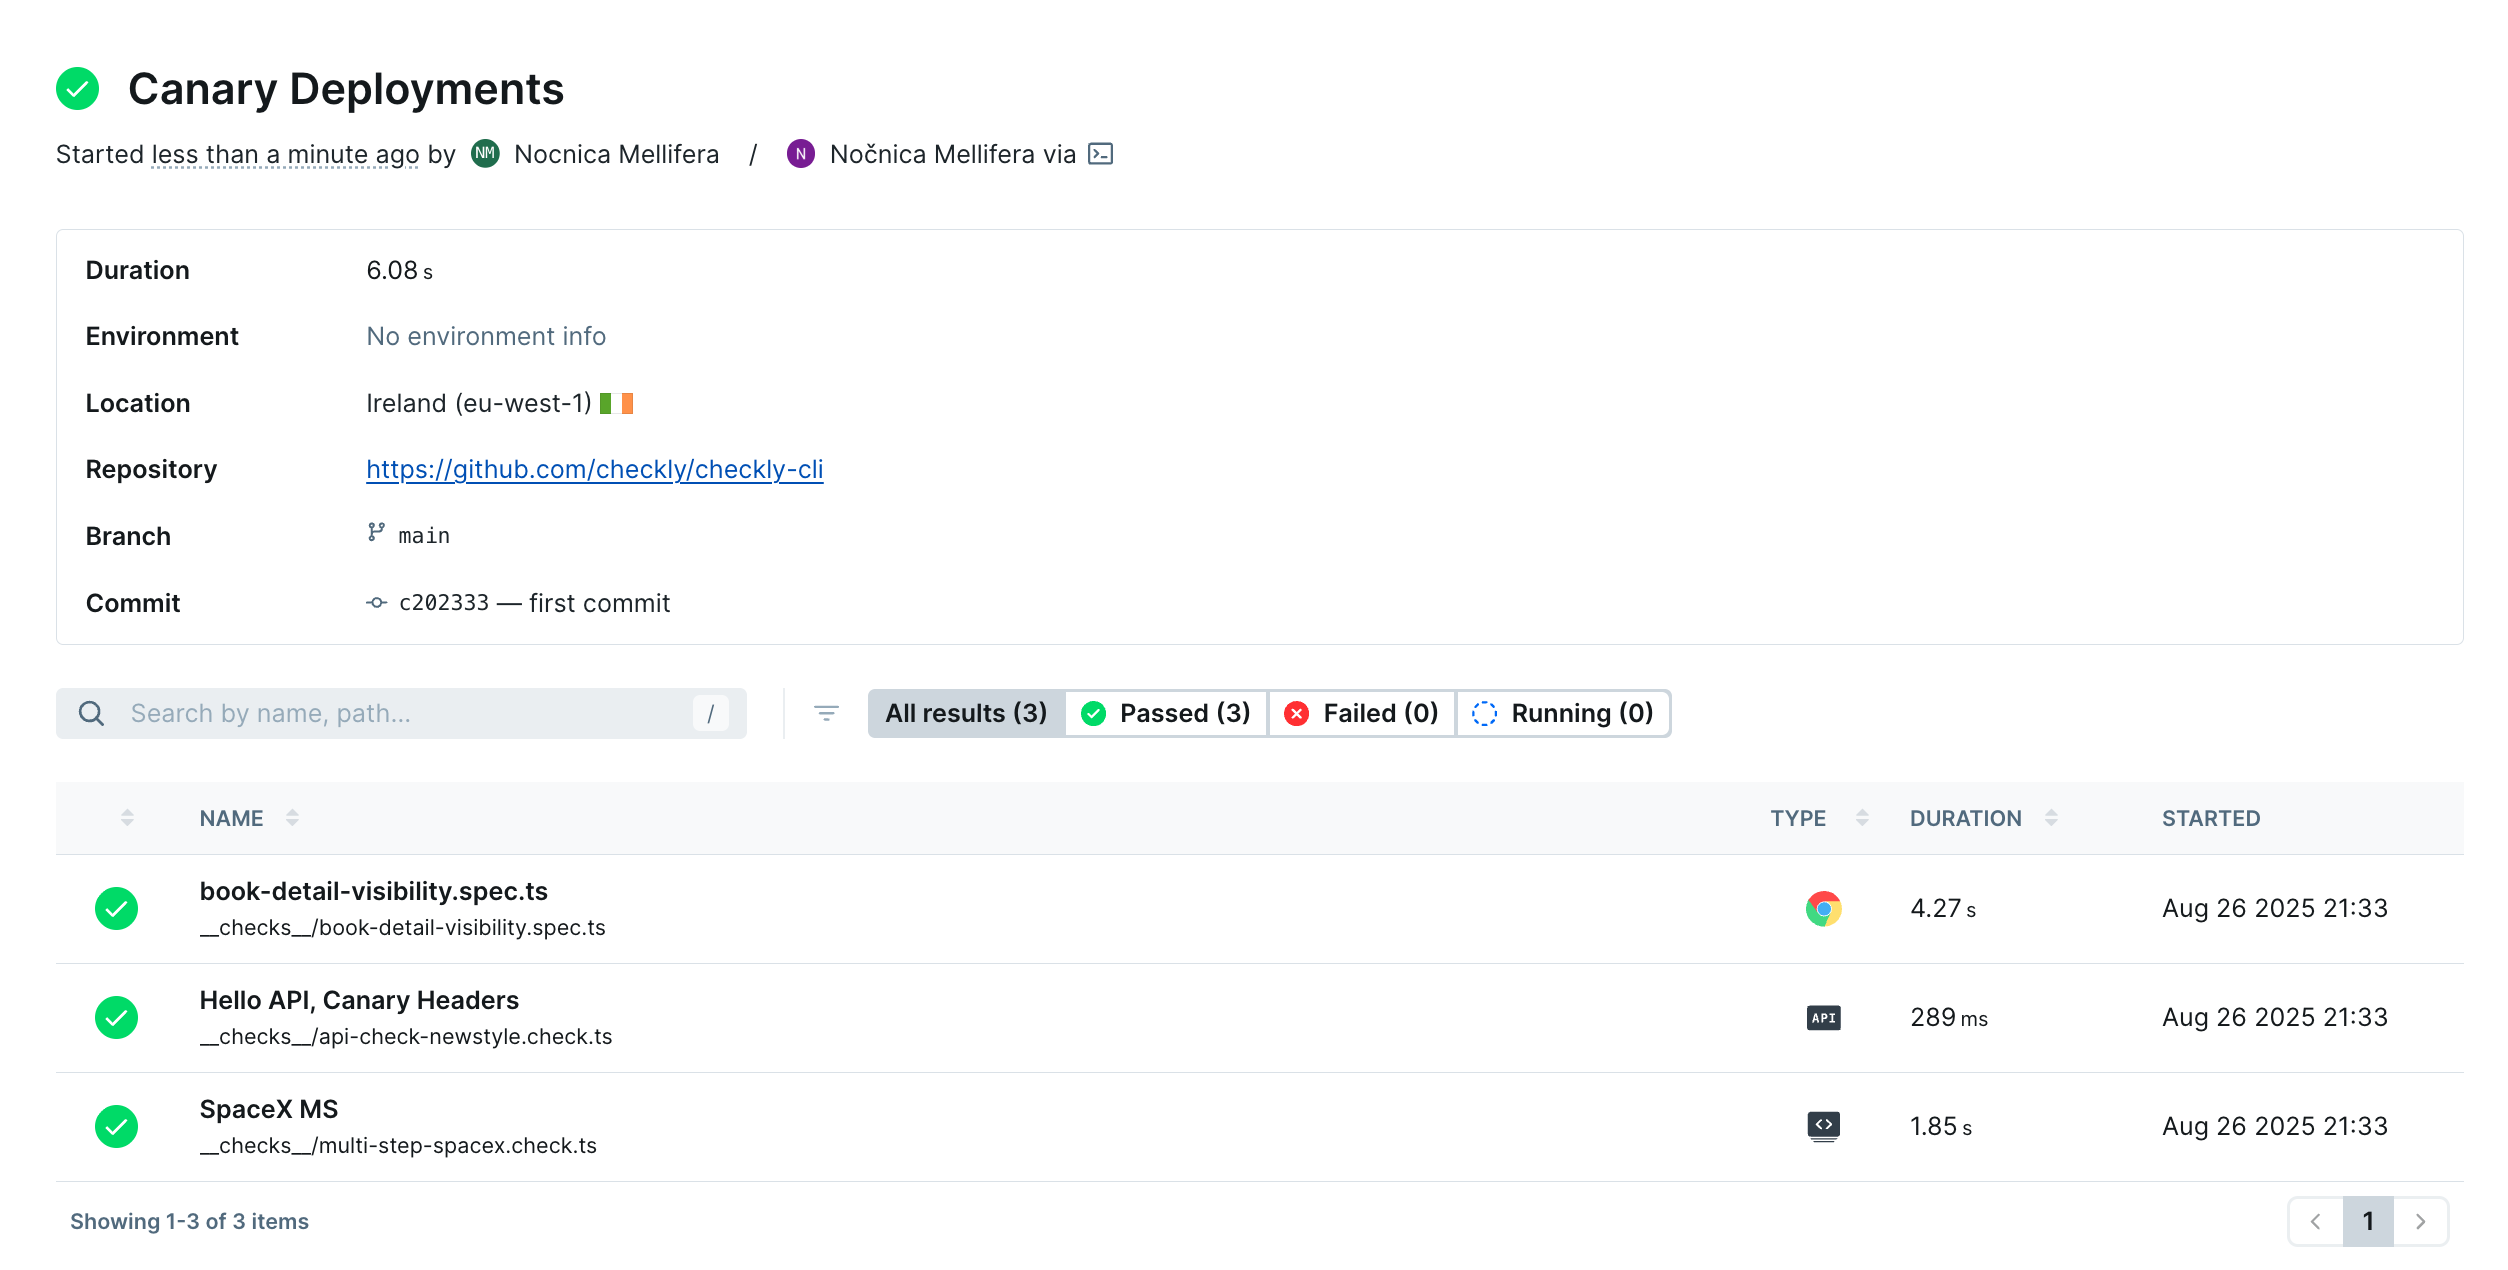 Canary Deployments
Started less than a minute ago by NM Nocnica Mellifera / N Nočnica Mellifera via
Duration 6.08 s
Environment No environment info
Location Ireland (eu-west-1)
Repository https://github.com/checkly/checkly-cli
Branch main
Commit c202333 — first commit
Search by name, path... / All results (3) Passed (3) Failed (0) Running (0)
NAME TYPE DURATION STARTED
book-detail-visibility.spec.ts 4.27 s Aug 26 2025 21:33
__checks__/book-detail-visibility.spec.ts
Hello API, Canary Headers API 289 ms Aug 26 2025 21:33
__checks__/api-check-newstyle.check.ts
SpaceX MS <> 1.85 s Aug 26 2025 21:33
__checks__/multi-step-spacex.check.ts
Showing 1-3 of 3 items 1